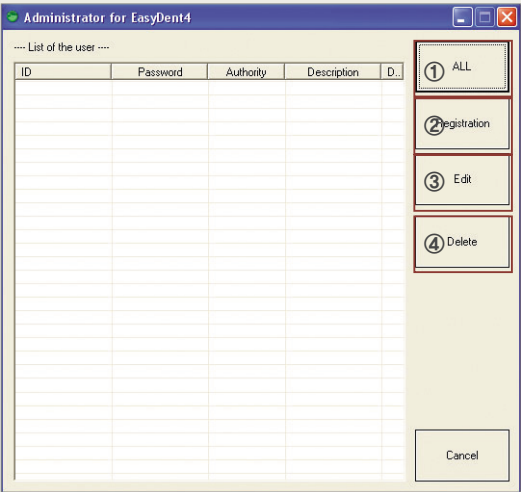 Administrator for EasyDent4
---- List of the user ----
ID Password Authority Description D..
① ALL
② Registration
③ Edit
④ Delete
Cancel